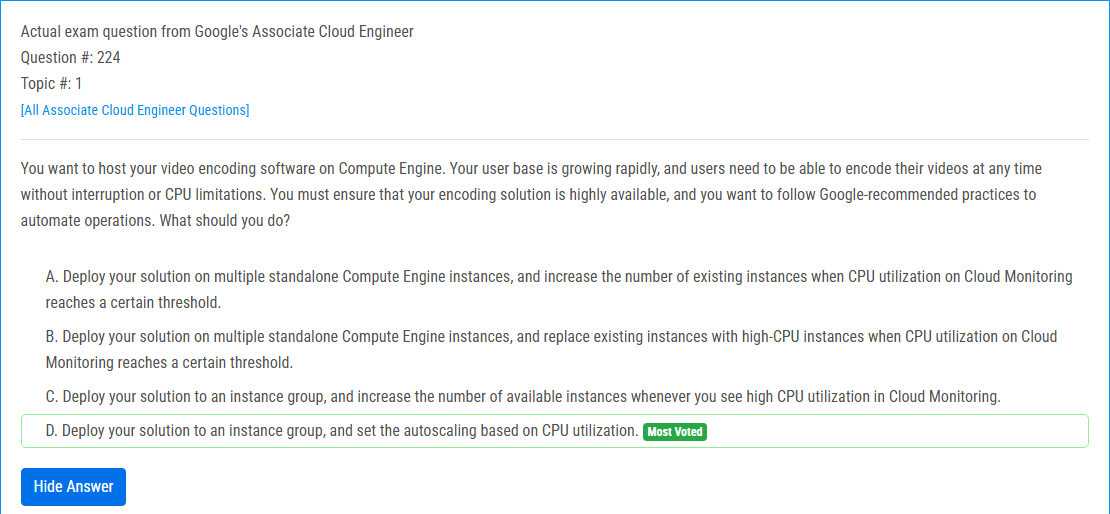 Actual exam question from Google's Associate Cloud Engineer
Question #: 224
Topic #: 1
[All Associate Cloud Engineer Questions]
You want to host your video encoding software on Compute Engine. Your user base is growing rapidly, and users need to be able to encode their videos at any time
without interruption or CPU limitations. You must ensure that your encoding solution is highly available, and you want to follow Google-recommended practices to
automate operations. What should you do?
A. Deploy your solution on multiple standalone Compute Engine instances, and increase the number of existing instances when CPU utilization on Cloud Monitoring
reaches a certain threshold.
B. Deploy your solution on multiple standalone Compute Engine instances, and replace existing instances with high-CPU instances when CPU utilization on Cloud
Monitoring reaches a certain threshold.
C. Deploy your solution to an instance group, and increase the number of available instances whenever you see high CPU utilization in Cloud Monitoring.
D. Deploy your solution to an instance group, and set the autoscaling based on CPU utilization. Most Voted
Hide Answer